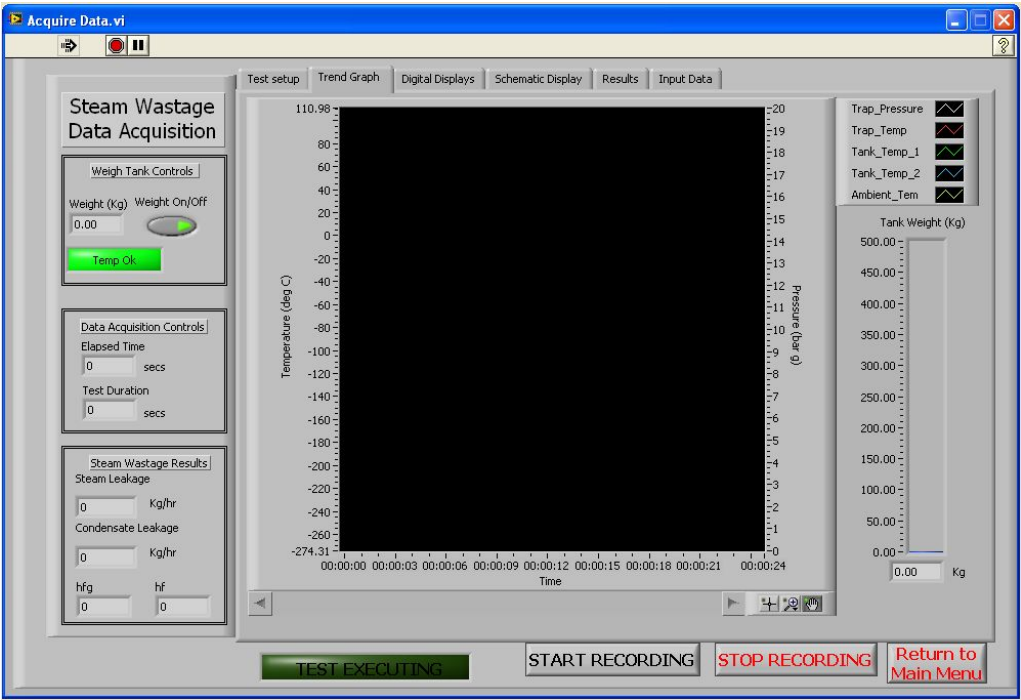 Acquire Data.vi
?
Test setup
Trend Graph
Digital Displays
Schematic Display
Results
Input Data
Steam Wastage
Data Acquisition
Weigh Tank Controls
Weight (Kg)
Weight On/Off
0.00
Temp Ok
Data Acquisition Controls
Elapsed Time
0
secs
Test Duration
0
secs
Steam Wastage Results
Steam Leakage
0
Kg/hr
Condensate Leakage
0
Kg/hr
hfg
hf
0
0
Temperature (deg C)
110.98
80
60
40
20
0
-20
-40
-60
-80
-100
-120
-140
-160
-180
-200
-220
-240
-260
-274.31
20
19
18
17
16
15
14
13
12
11
10
9
8
7
6
5
4
3
2
1
0
Pressure (bar g)
00:00:00
00:00:03
00:00:06
00:00:09
00:00:12
00:00:15
00:00:18
00:00:21
00:00:24
Time
Trap_Pressure
Trap_Temp
Tank_Temp_1
Tank_Temp_2
Ambient_Tem
Tank Weight (Kg)
500.00
450.00
400.00
350.00
300.00
250.00
200.00
150.00
100.00
50.00
0.00
0.00
Kg
TEST EXECUTING
START RECORDING
STOP RECORDING
Return to
Main Menu